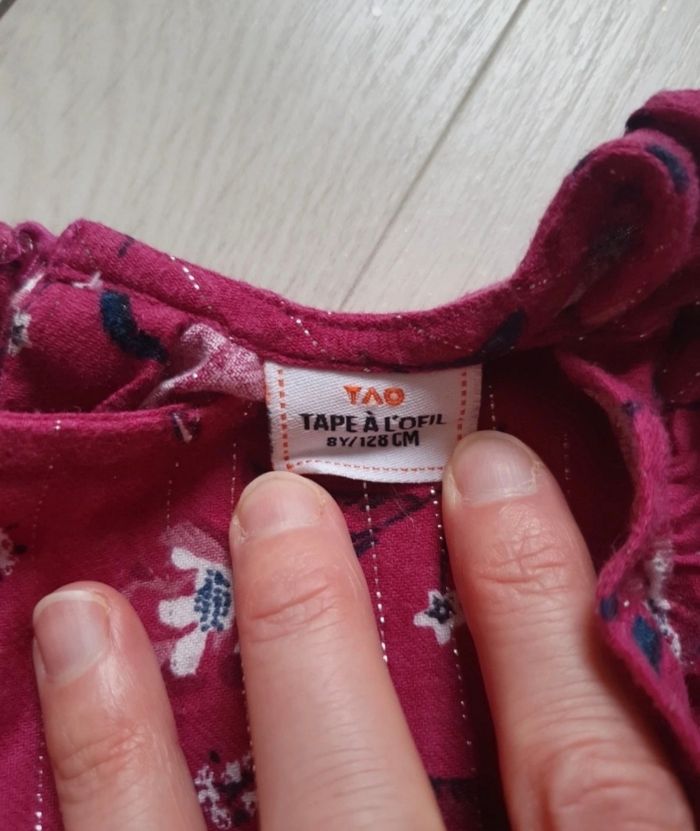 TAO
TAPE À L'OEIL
8Y/128 CM